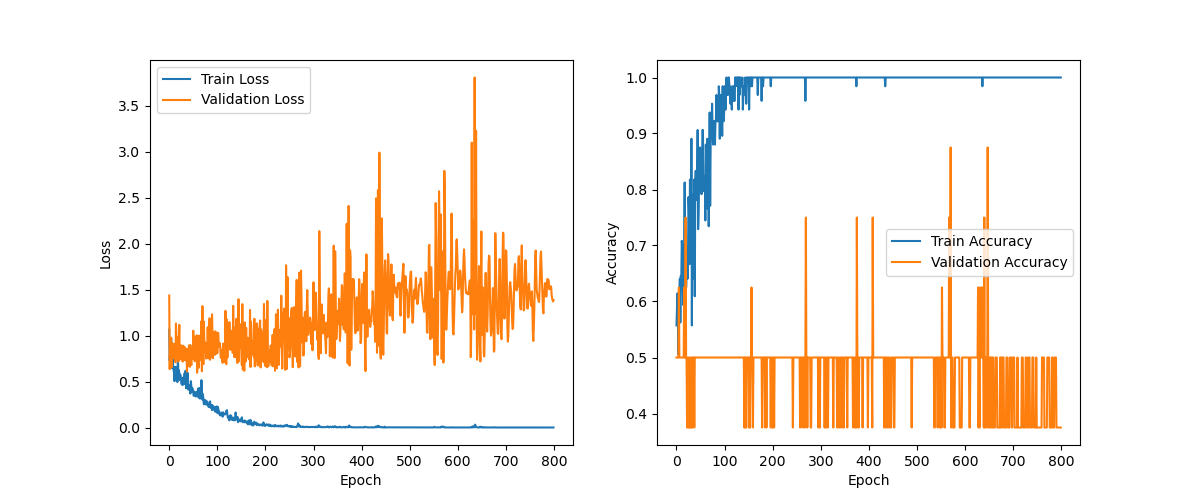 Train Loss
Validation Loss
3.5
3.0
2.5
2.0
1.5
1.0
0.5
0.0
Loss
0 100 200 300 400 500 600 700 800
Epoch
1.0
0.9
0.8
0.7
0.6
0.5
0.4
Accuracy
Train Accuracy
Validation Accuracy
0 100 200 300 400 500 600 700 800
Epoch